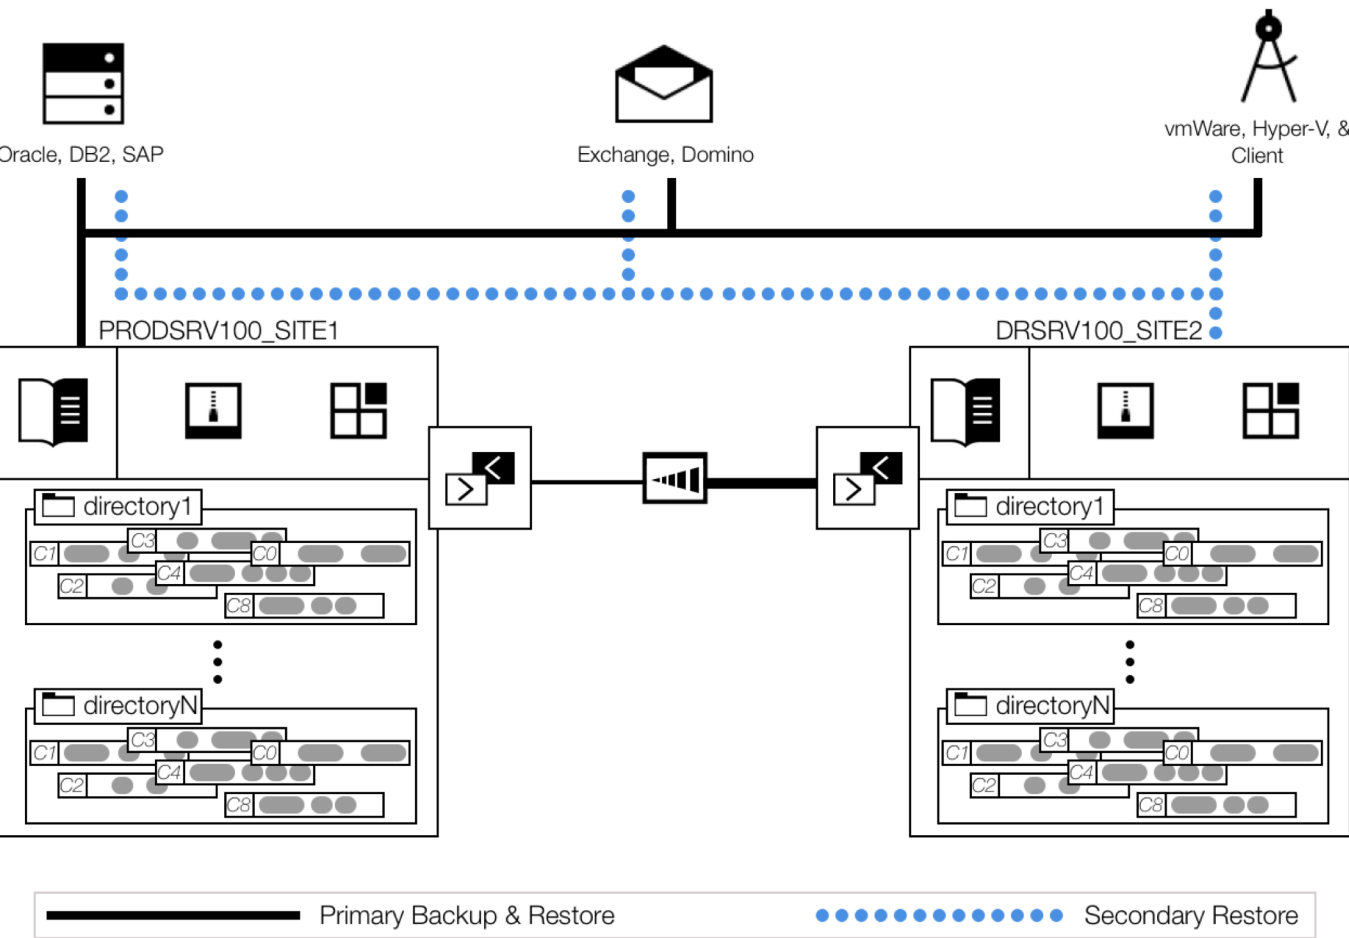 Oracle, DB2, SAP
Exchange, Domino
vmWare, Hyper-V, &
Client
PRODSRV100_SITE1
DRSRV100_SITE2
directory1
C3
C1
C0
C4
C2
C8
directoryN
C3
C1
C0
C4
C2
C8
directory1
C3
C1
C0
C4
C2
C8
directoryN
C3
C1
C0
C4
C2
C8
Primary Backup & Restore
Secondary Restore